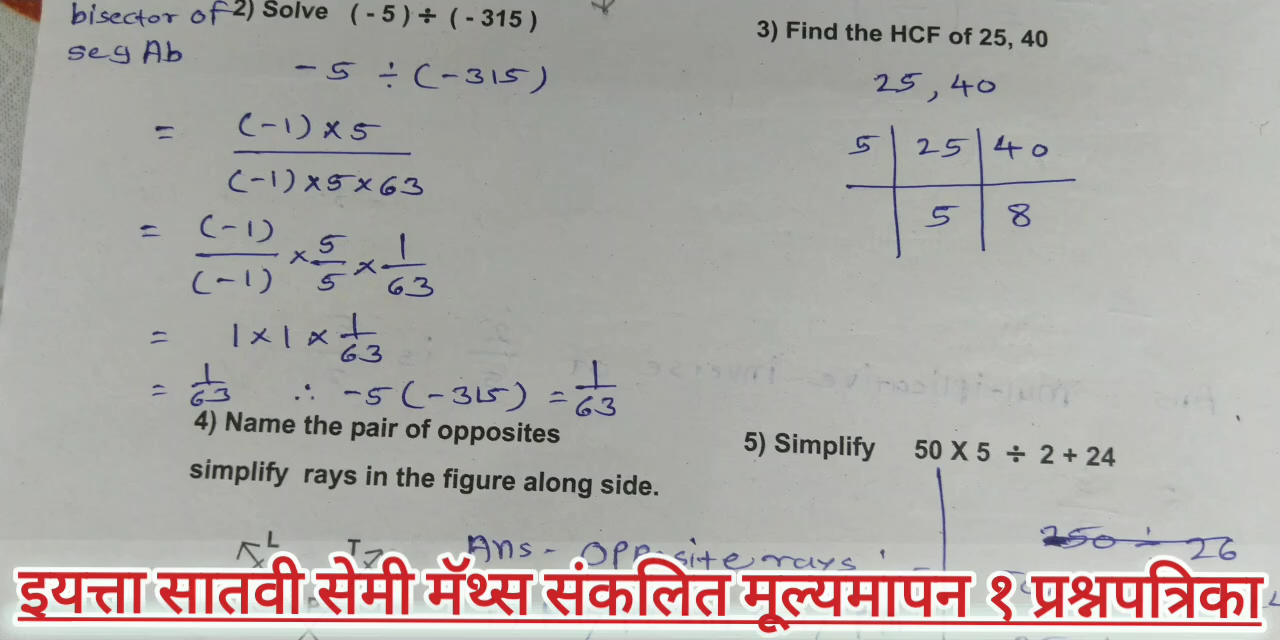 bisector of
seg Ab
2) Solve (-5) ÷ (-315)
-5 ÷ (-315)
= (-1) × 5
(-1) × 5 × 63
= (-1)/(-1) × 5/5 × 1/63
= 1 × 1 × 1/63
= 1/63 ∴ -5 (-315) = 1/63
3) Find the HCF of 25, 40
25, 40
5 | 25 | 40
5 | 8
4) Name the pair of opposites
simplify rays in the figure along side.
L T
Ans - Opposite rays
5) Simplify 50 X 5 ÷ 2 + 24
250 ÷ 26
इयत्ता सातवी सेमी मॅथ्स संकलित मूल्यमापन १ प्रश्नपत्रिका